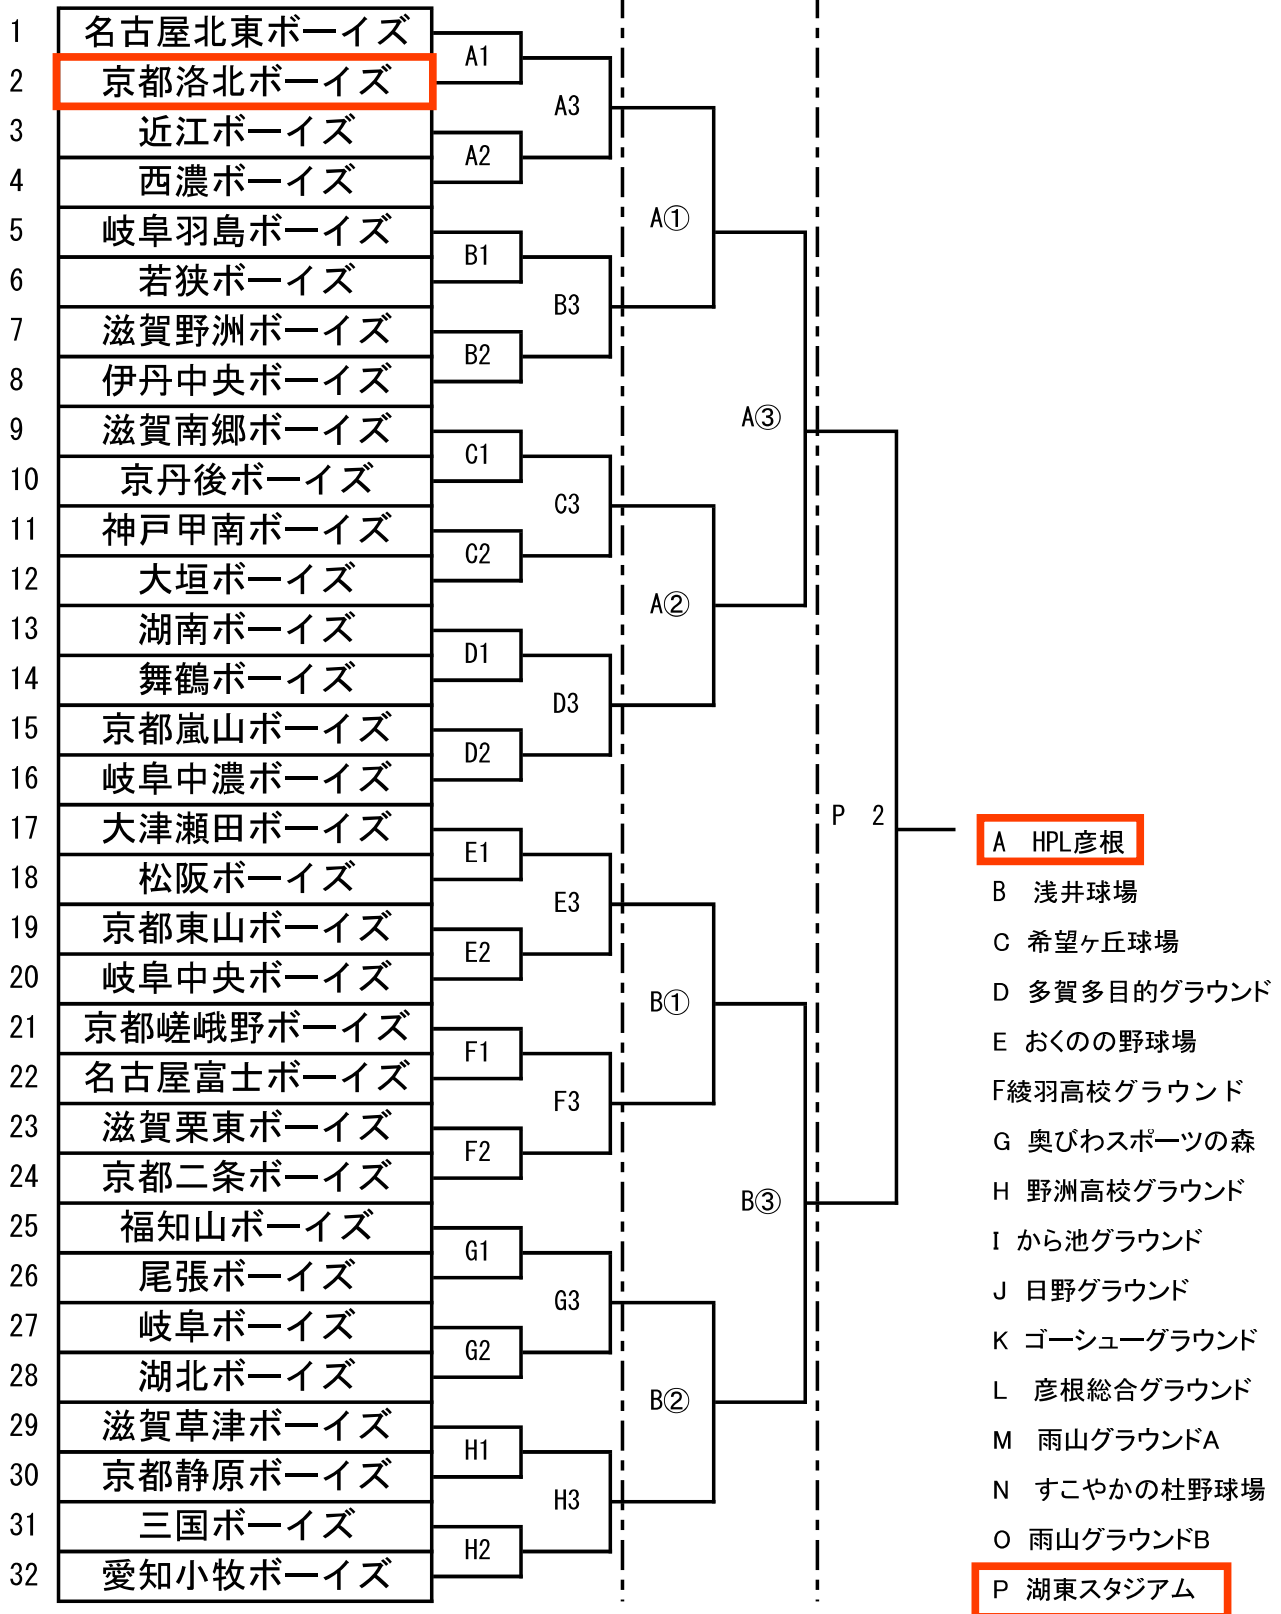 1 名古屋北東ボーイズ
2 京都洛北ボーイズ
3 近江ボーイズ
4 西濃ボーイズ
5 岐阜羽島ボーイズ
6 若狭ボーイズ
7 滋賀野洲ボーイズ
8 伊丹中央ボーイズ
9 滋賀南郷ボーイズ
10 京丹後ボーイズ
11 神戸甲南ボーイズ
12 大垣ボーイズ
13 湖南ボーイズ
14 舞鶴ボーイズ
15 京都嵐山ボーイズ
16 岐阜中濃ボーイズ
17 大津瀬田ボーイズ
18 松阪ボーイズ
19 京都東山ボーイズ
20 岐阜中央ボーイズ
21 京都嵯峨野ボーイズ
22 名古屋富士ボーイズ
23 滋賀栗東ボーイズ
24 京都二条ボーイズ
25 福知山ボーイズ
26 尾張ボーイズ
27 岐阜ボーイズ
28 湖北ボーイズ
29 滋賀草津ボーイズ
30 京都静原ボーイズ
31 三国ボーイズ
32 愛知小牧ボーイズ
A1
A2
B1
B2
C1
C2
D1
D2
E1
E2
F1
F2
G1
G2
H1
H2
A3
B3
C3
D3
E3
F3
G3
H3
A①
A②
B①
B②
A③
B③
P 2
A HPL彦根
B 浅井球場
C 希望ヶ丘球場
D 多賀多目的グラウンド
E おくのの野球場
F綾羽高校グラウンド
G 奥びわスポーツの森
H 野洲高校グラウンド
I から池グラウンド
J 日野グラウンド
K ゴーシューグラウンド
L 彦根総合グラウンド
M 雨山グラウンドA
N すこやかの杜野球場
O 雨山グラウンドB
P 湖東スタジアム